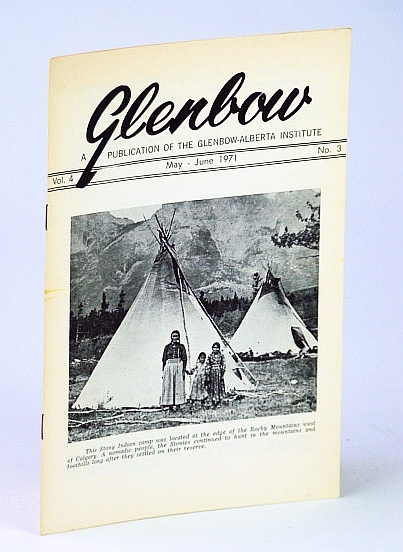 Glenbow
A PUBLICATION OF THE GLENBOW-ALBERTA INSTITUTE
Vol. 4 May - June 1971 No. 3
This Stony Indian camp was located at the edge of the Rocky Mountains west
of Calgary. A nomadic people, the Stonies continued to hunt in the mountains and
foothills long after they settled on their reserve.